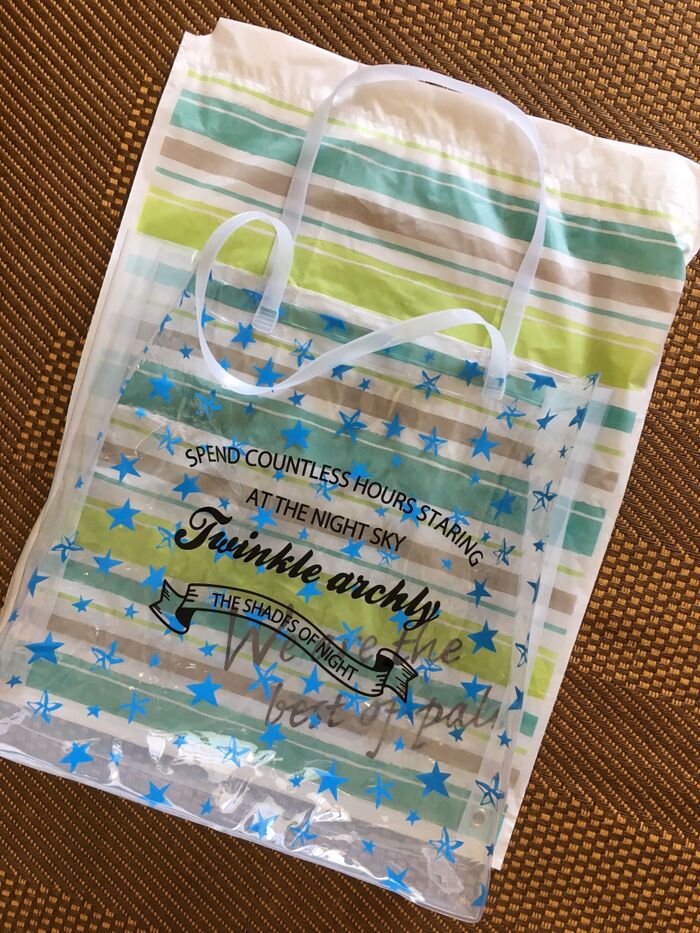 SPEND COUNTLESS HOURS STARING
AT THE NIGHT SKY
Twinkle archly
THE SHADES OF NIGHT
We are the
best of pal